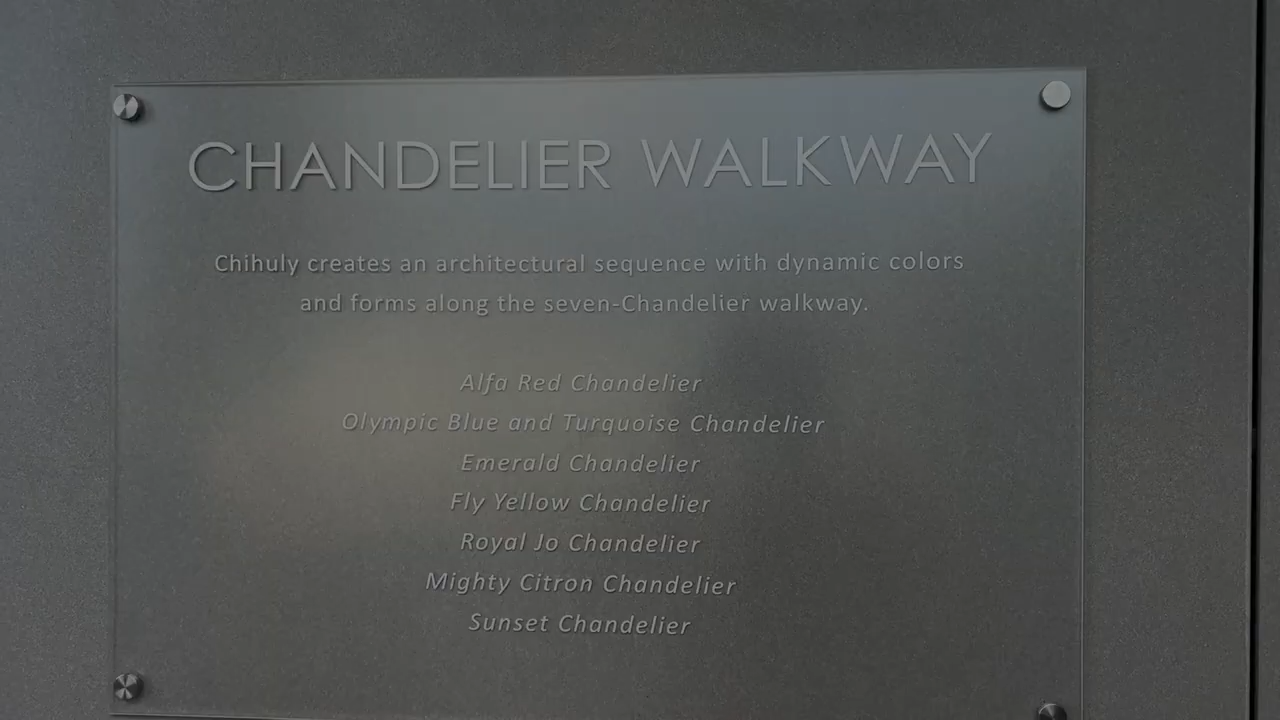 CHANDELIER WALKWAY
Chihuly creates an architectural sequence with dynamic colors
and forms along the seven-Chandelier walkway.
Alfa Red Chandelier
Olympic Blue and Turquoise Chandelier
Emerald Chandelier
Fly Yellow Chandelier
Royal Jo Chandelier
Mighty Citron Chandelier
Sunset Chandelier